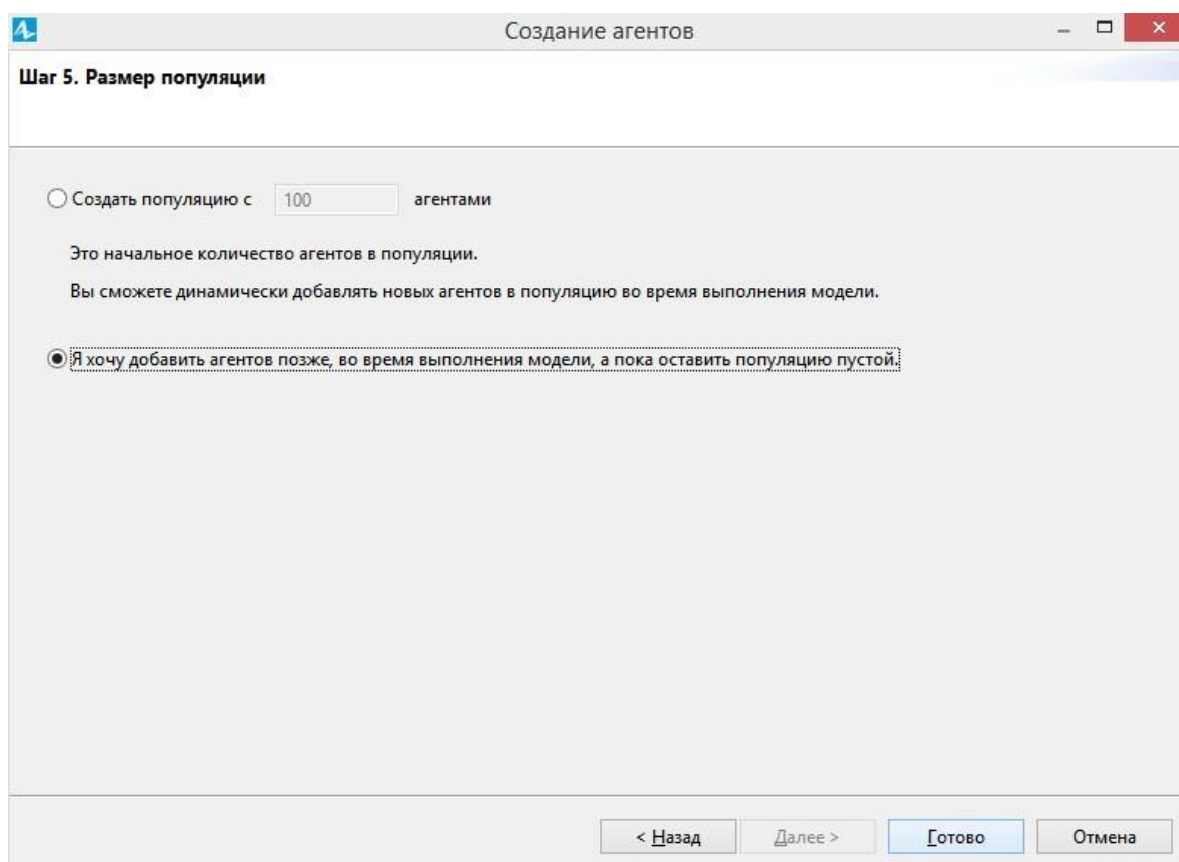 Создание агентов
Шаг 5. Размер популяции
Создать популяцию с 100 агентами
Это начальное количество агентов в популяции.
Вы сможете динамически добавлять новых агентов в популяцию во время выполнения модели.
Я хочу добавить агентов позже, во время выполнения модели, а пока оставить популяцию пустой.
< Назад Далее > Готово Отмена